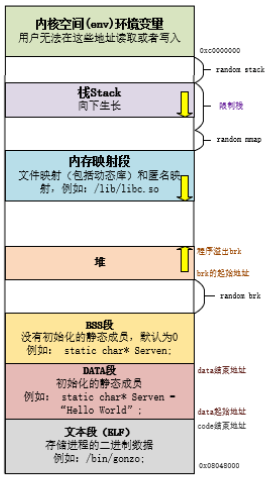 内核空间(env)环境变量
用户无法在这些地址读取或者写入
0xc0000000
random stack
栈Stack
向下生长
限制栈
random mmap
内存映射段
文件映射（包括动态库）和匿名映
射，例如：/lib/libc.so
程序溢出brk
堆
brk的起始地址
random brk
BSS段
没有初始化的静态成员，默认为0
例如： static char* Serven;
data结束地址
DATA段
初始化的静态成员
例如： static char* Serven =
“Hello World”;
data起始地址
code结束地址
文本段（ELF）
存储进程的二进制数据
例如：/bin/gonzo;
0x08048000